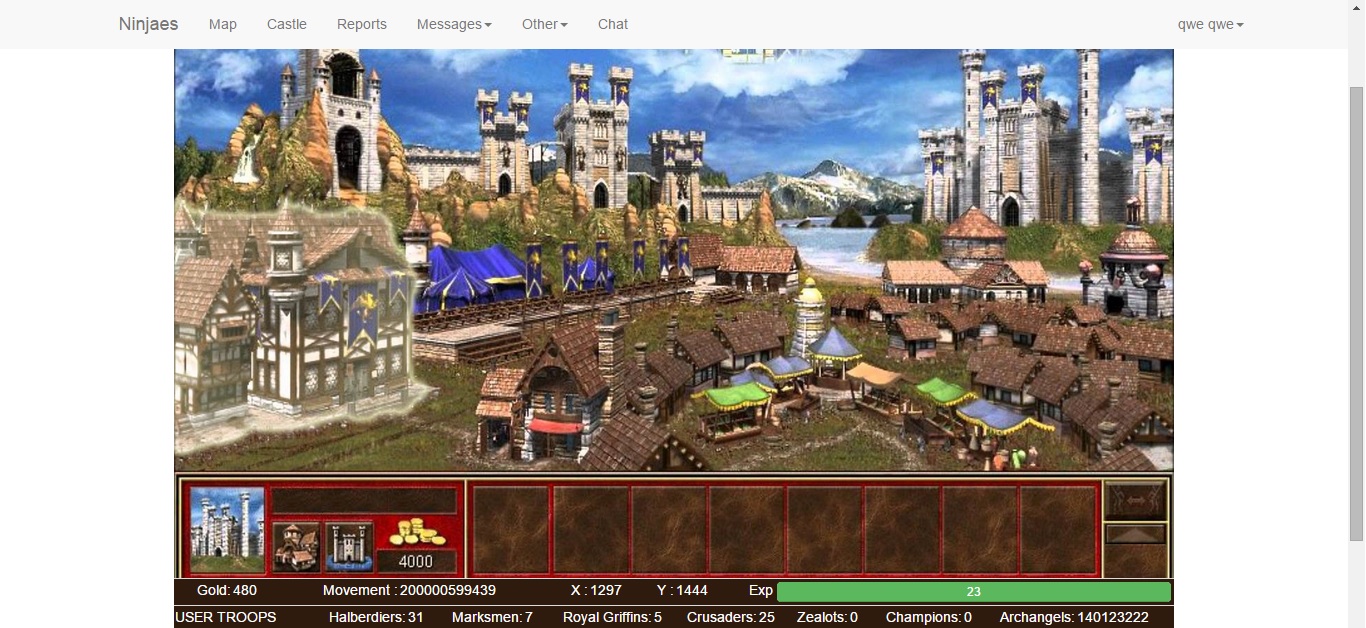 Ninjaes Map Castle Reports Messages Other Chat qwe qwe
4000
Gold: 480 Movement : 200000599439 X : 1297 Y : 1444 Exp 23
USER TROOPS Halberdiers: 31 Marksmen: 7 Royal Griffins: 5 Crusaders: 25 Zealots: 0 Champions: 0 Archangels: 140123222